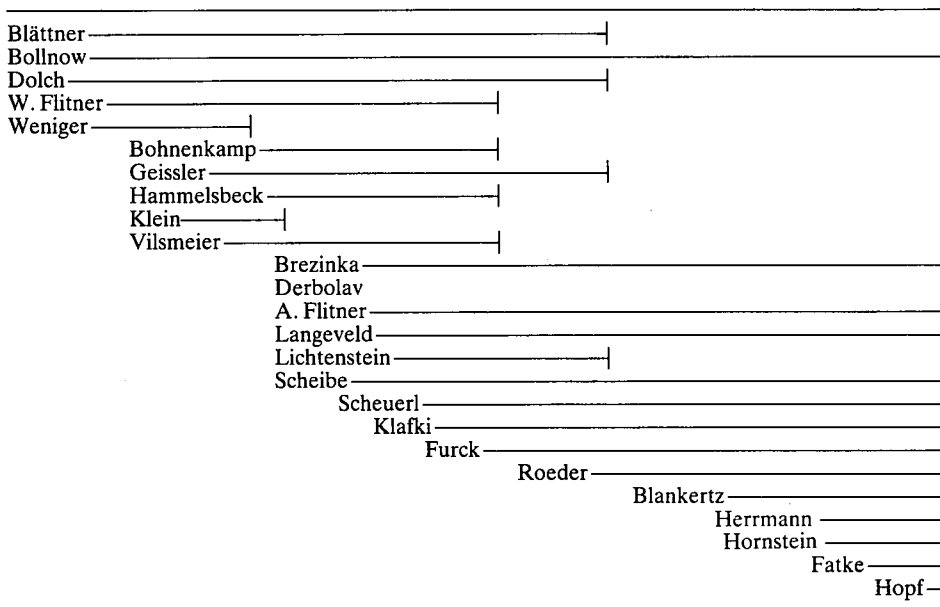 Blättner
Bollnow
Dolch
W. Flitner
Weniger
Bohnenkamp
Geissler
Hammelsbeck
Klein
Vilsmeier
Brezinka
Derbolav
A. Flitner
Langeveld
Lichtenstein
Scheibe
Scheuerl
Klafki
Furck
Roeder
Blankertz
Herrmann
Hornstein
Fatke
Hopf